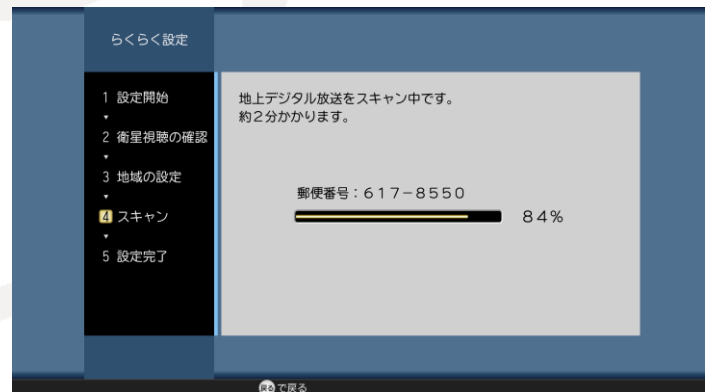 らくらく設定
1 設定開始
2 衛星視聴の確認
3 地域の設定
4 スキャン
5 設定完了
地上デジタル放送をスキャン中です。
約2分かかります。
郵便番号：617－8550
84%
戻る で戻る